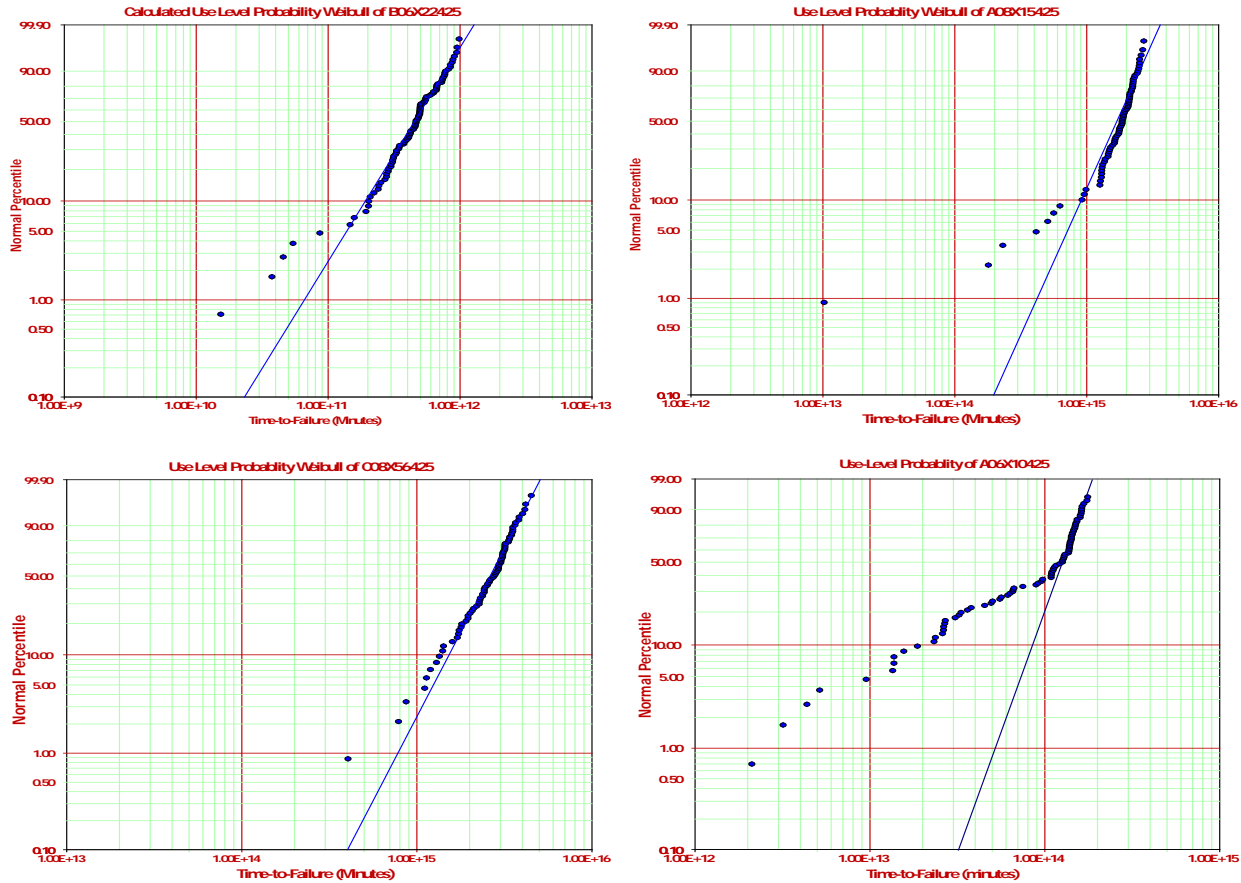 Calculated Use Level Probability Weibull of B06X22425
99.90
90.00
50.00
10.00
5.00
1.00
0.50
0.10
Normal Percentile
1.00E+9
1.00E+10
1.00E+11
1.00E+12
1.00E+13
Time-to-Failure (Minutes)
Use Level Probablity Weibull of A08X15425
99.90
90.00
50.00
10.00
5.00
1.00
0.50
0.10
Normal Percentile
1.00E+12
1.00E+13
1.00E+14
1.00E+15
1.00E+16
Time-to-Failure (Minutes)
Use Level Probablity Weibull of C08X56425
99.90
90.00
50.00
10.00
5.00
1.00
0.50
0.10
Normal Percentile
1.00E+13
1.00E+14
1.00E+15
1.00E+16
Time-to-Failure (Minutes)
Use-Level Probablity of A06X10425
99.00
90.00
50.00
10.00
5.00
1.00
0.50
0.10
Normal Percentile
1.00E+12
1.00E+13
1.00E+14
1.00E+15
Time-to-Failure (minutes)